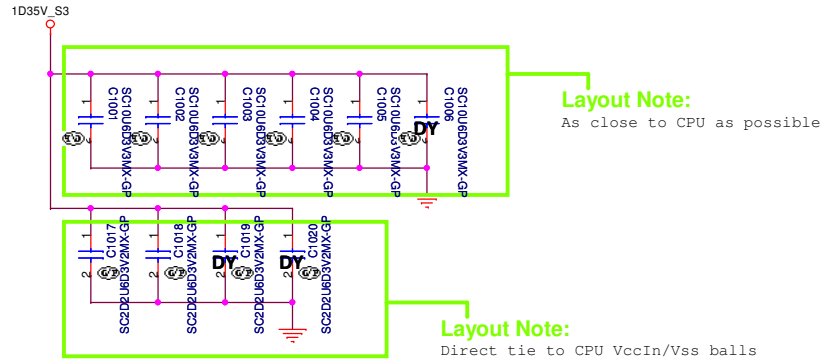 1D35V_S3
1
2
C1001
SC10U6D3V3MX-GP
1
2
C1002
SC10U6D3V3MX-GP
1
2
C1003
SC10U6D3V3MX-GP
1
2
C1004
SC10U6D3V3MX-GP
1
2
C1005
SC10U6D3V3MX-GP
1
2
C1006
SC10U6D3V3MX-GP
DY
Layout Note:
As close to CPU as possible
1
2
C1017
SC2D2U6D3V2MX-GP
1
2
C1018
SC2D2U6D3V2MX-GP
1
2
C1019
SC2D2U6D3V2MX-GP
DY
1
2
C1020
SC2D2U6D3V2MX-GP
DY
Layout Note:
Direct tie to CPU VccIn/Vss balls